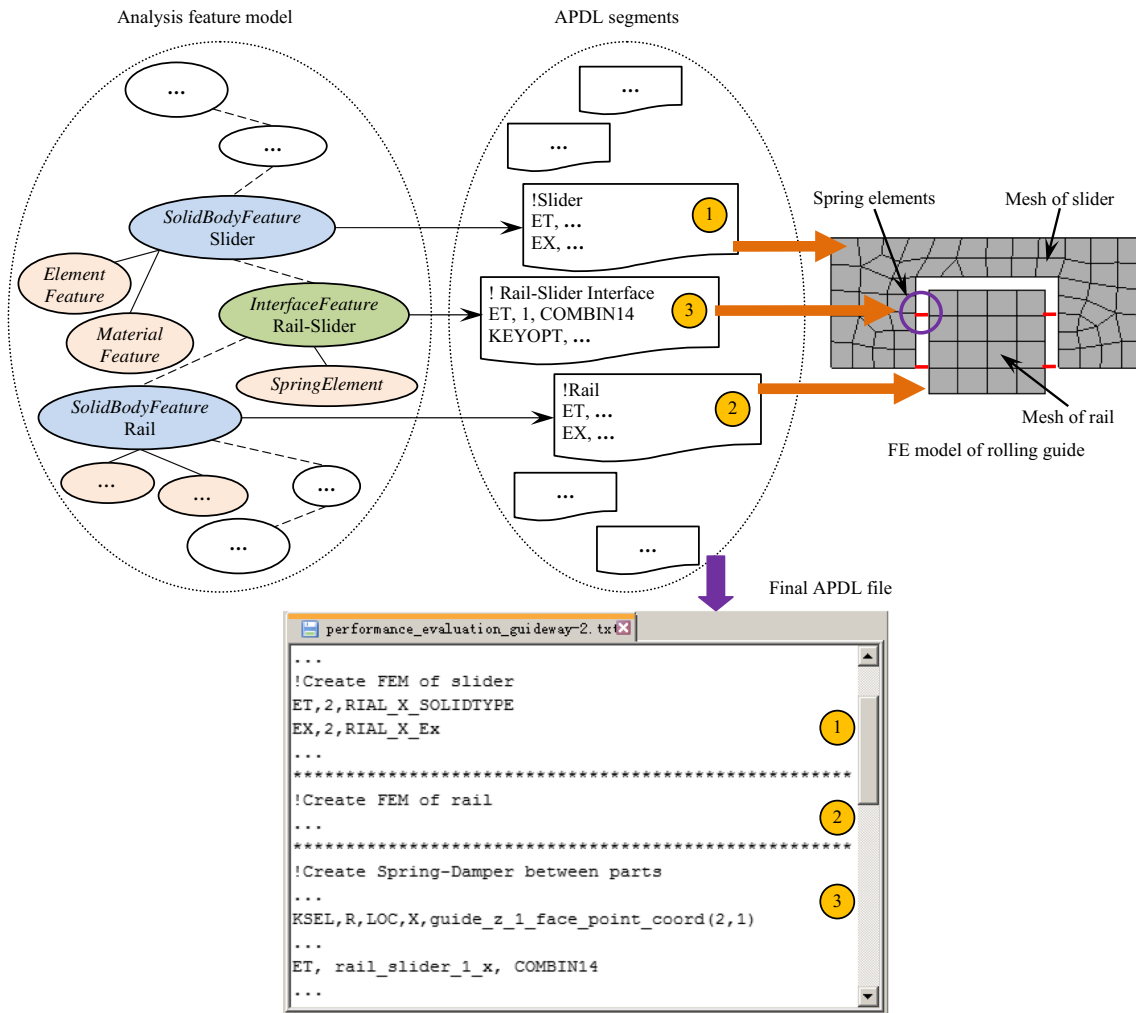 Analysis feature model
APDL segments
...
...
...
...
SolidBodyFeature
Slider
Element
Feature
Material
Feature
InterfaceFeature
Rail-Slider
SpringElement
SolidBodyFeature
Rail
...
...
...
...
!Slider
ET, ...
EX, ...
1
! Rail-Slider Interface
ET, 1, COMBIN14
KEYOPT, ...
3
!Rail
ET, ...
EX, ...
2
...
...
Spring elements
Mesh of slider
Mesh of rail
FE model of rolling guide
Final APDL file
performance_evaluation_guideway-2.txt
...
!Create FEM of slider
ET,2,RIAL_X_SOLIDTYPE
EX,2,RIAL_X_Ex
1
...
*****************************************************
!Create FEM of rail
2
...
*****************************************************
!Create Spring-Damper between parts
...
3
KSEL,R,LOC,X,guide_z_1_face_point_coord(2,1)
...
ET, rail_slider_1_x, COMBIN14
...